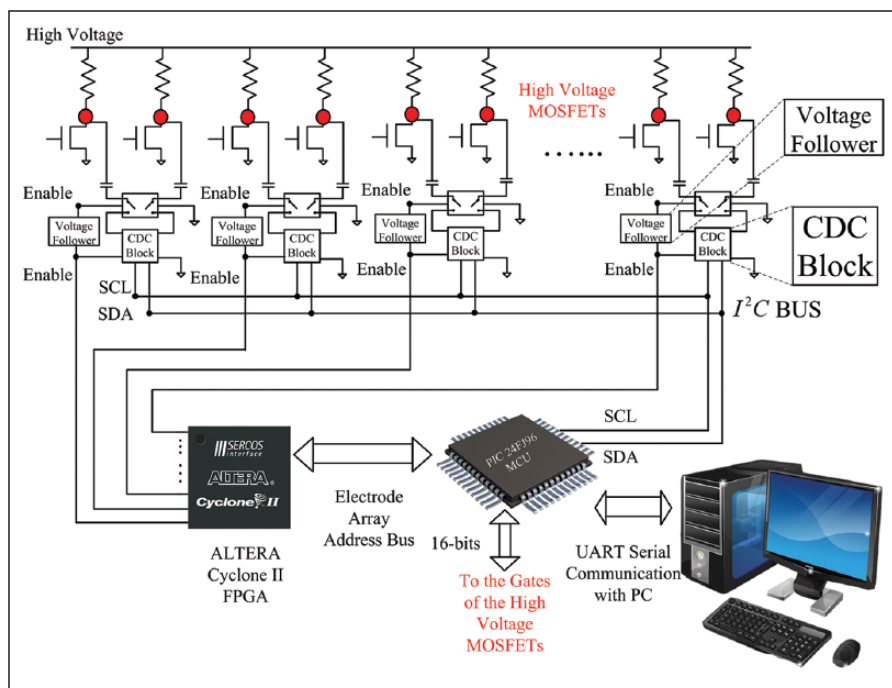 High Voltage
High Voltage
MOSFETs
Voltage
Follower
Enable
Enable
Enable
Enable
Voltage
Follower
CDC
Block
Voltage
Follower
CDC
Block
Voltage
Follower
CDC
Block
Voltage
Follower
CDC
Block
CDC
Block
Enable
Enable
Enable
Enable
SCL
SDA
I²C BUS
SCL
SDA
SERCOS
interface
ALTERA®
Cyclone II
PIC 24FJ96
MCU
Electrode
Array
Address Bus
16-bits
ALTERA
Cyclone II
FPGA
UART Serial
Communication
with PC
To the Gates
of the High
Voltage
MOSFETs